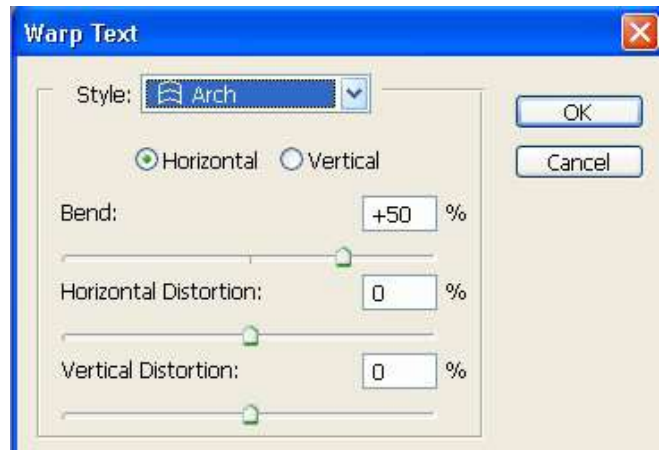 Warp Text
Style: Arch
OK
Horizontal Vertical
Cancel
Bend: +50 %
Horizontal Distortion: 0 %
Vertical Distortion: 0 %